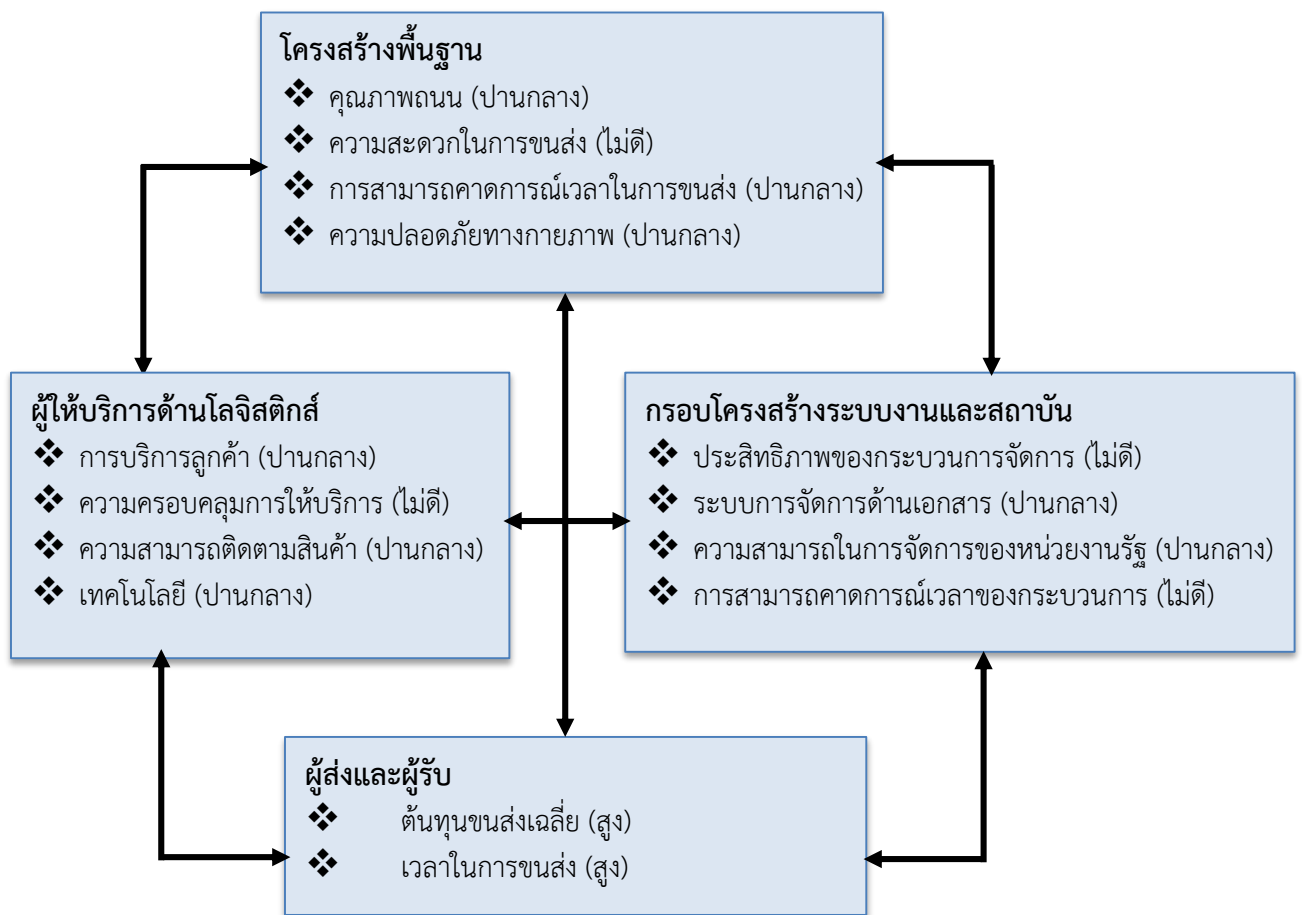 โครงสร้างพื้นฐาน
❖ คุณภาพถนน (ปานกลาง)
❖ ความสะดวกในการขนส่ง (ไม่ดี)
❖ การสามารถคาดการณ์เวลาในการขนส่ง (ปานกลาง)
❖ ความปลอดภัยทางกายภาพ (ปานกลาง)
ผู้ให้บริการด้านโลจิสติกส์
❖ การบริการลูกค้า (ปานกลาง)
❖ ความครอบคลุมการให้บริการ (ไม่ดี)
❖ ความสามารถติดตามสินค้า (ปานกลาง)
❖ เทคโนโลยี (ปานกลาง)
กรอบโครงสร้างระบบงานและสถาบัน
❖ ประสิทธิภาพของกระบวนการจัดการ (ไม่ดี)
❖ ระบบการจัดการด้านเอกสาร (ปานกลาง)
❖ ความสามารถในการจัดการของหน่วยงานรัฐ (ปานกลาง)
❖ การสามารถคาดการณ์เวลาของกระบวนการ (ไม่ดี)
ผู้ส่งและผู้รับ
❖ ต้นทุนขนส่งเฉลี่ย (สูง)
❖ เวลาในการขนส่ง (สูง)